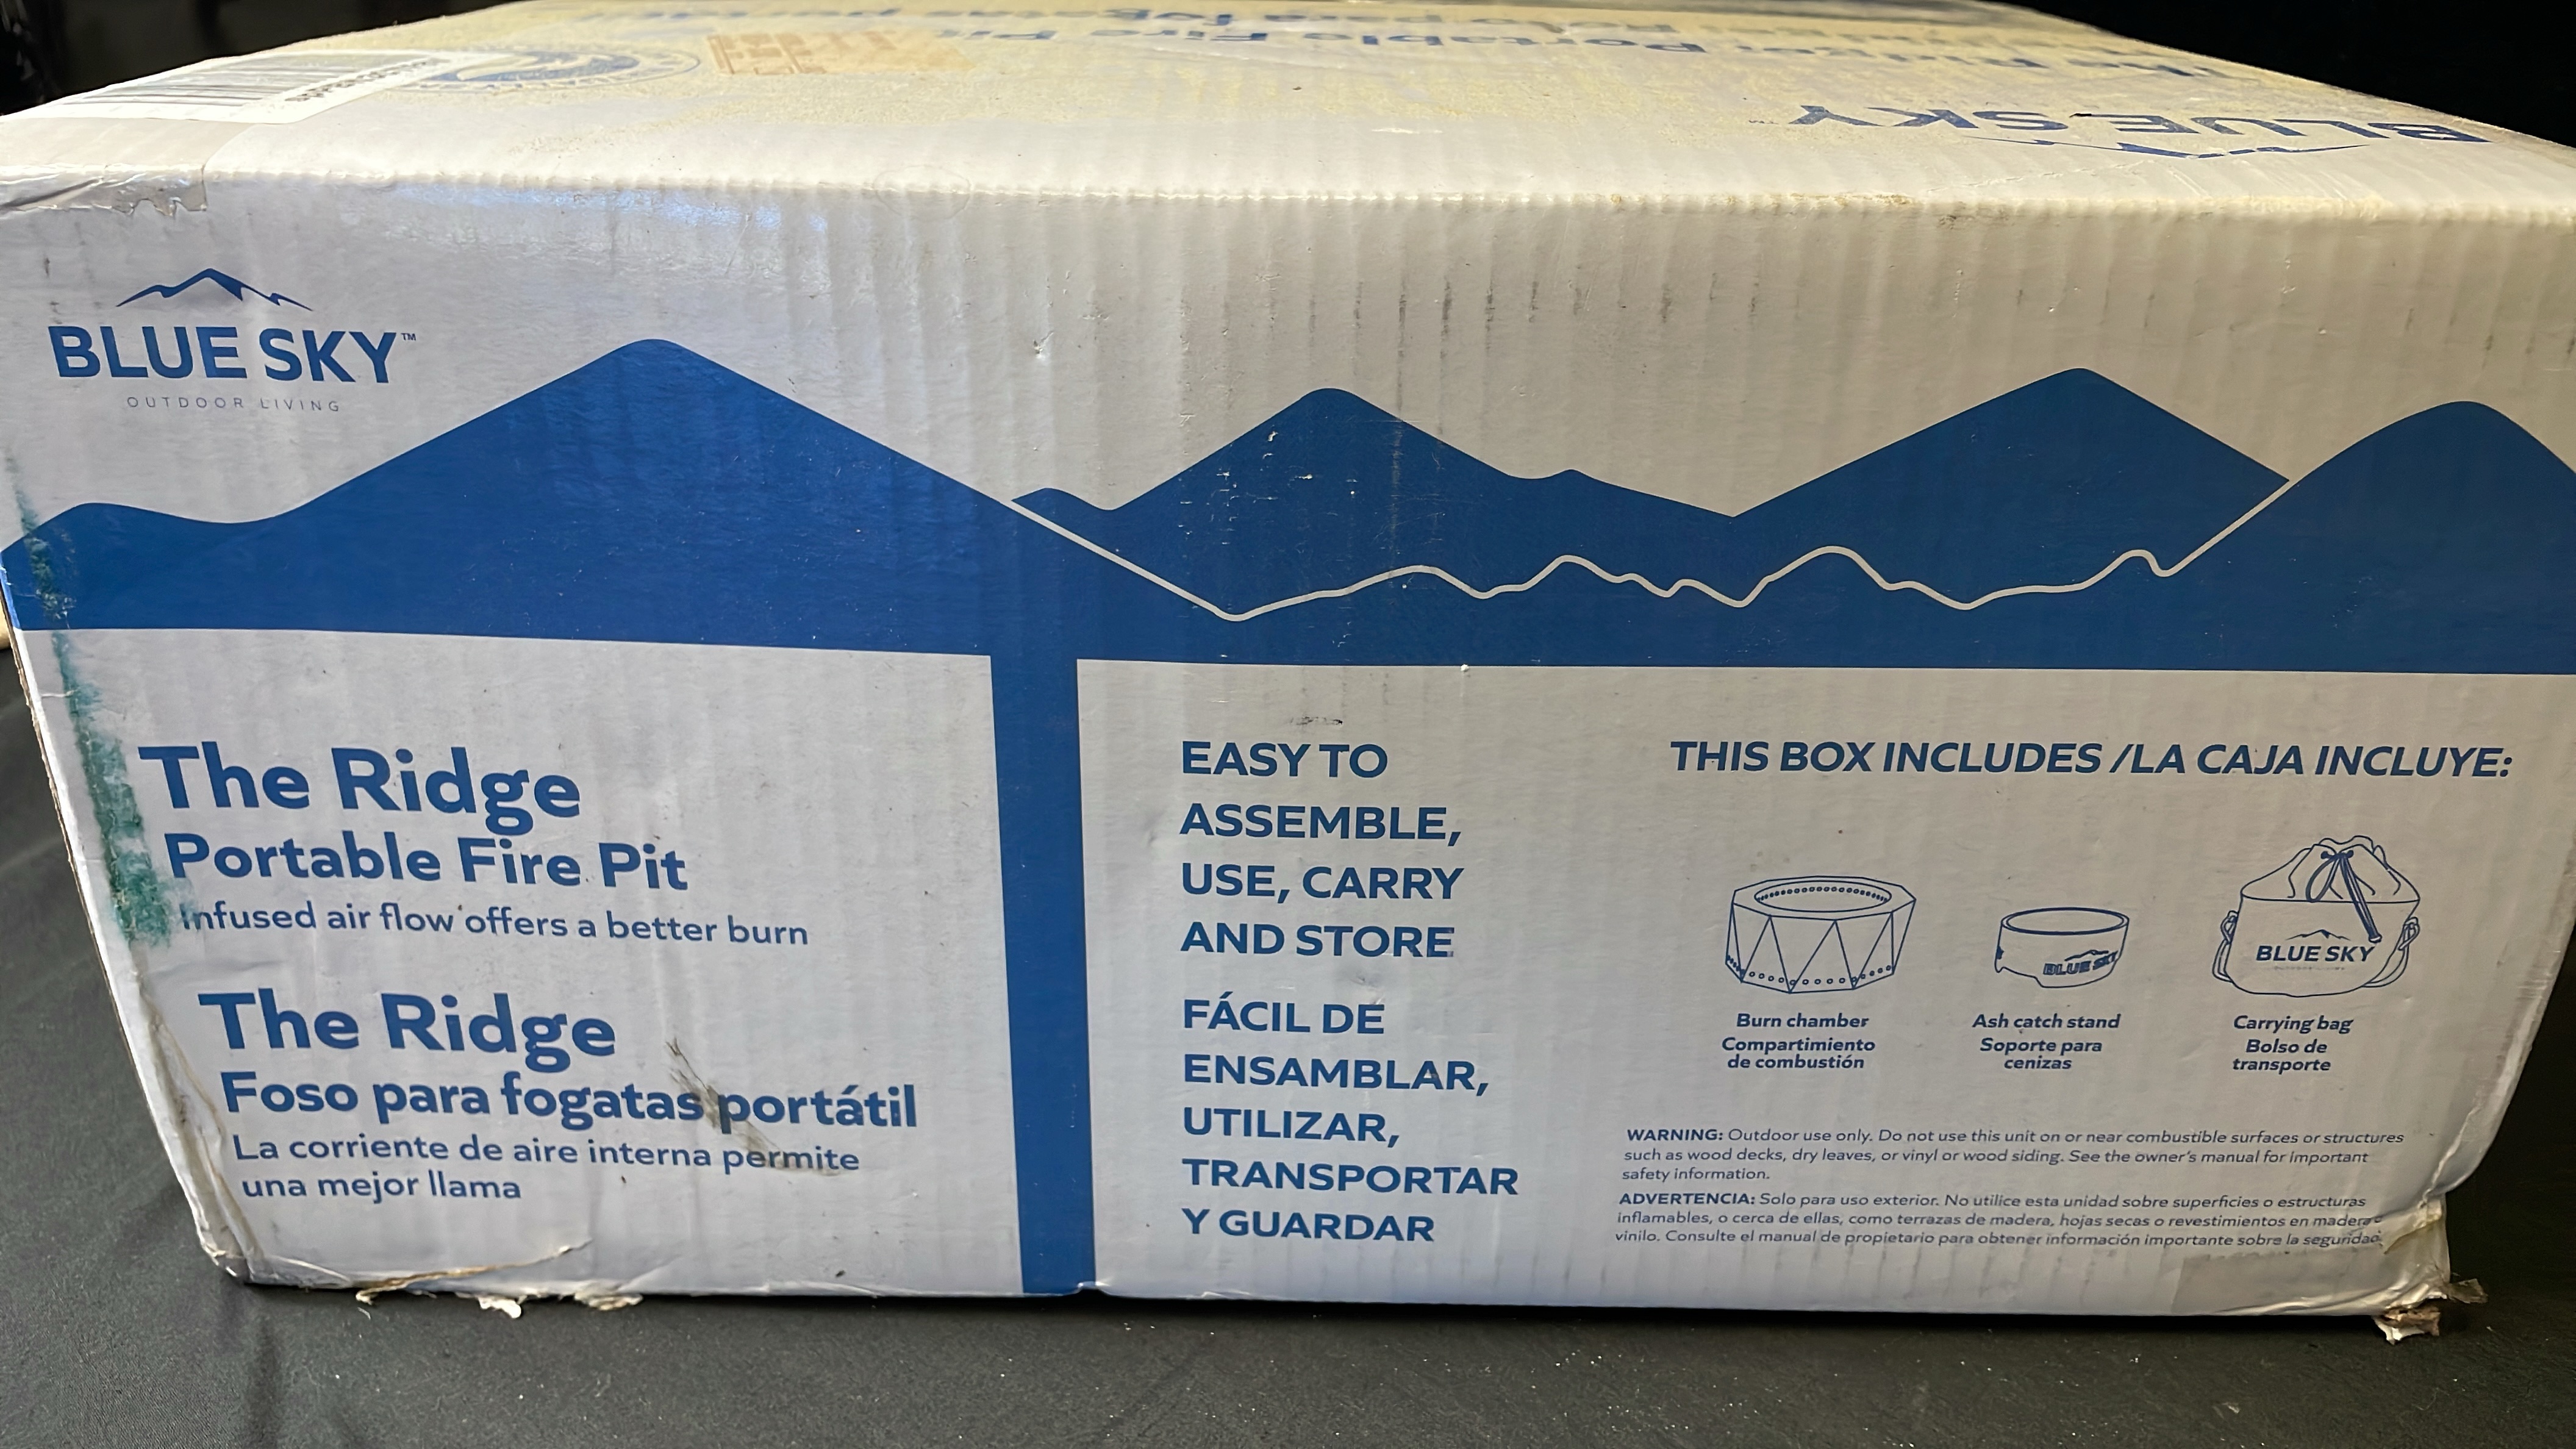 BLUE SKY™
BLUE SKY™
OUTDOOR LIVING
The Ridge
Portable Fire Pit
Infused air flow offers a better burn
The Ridge
Foso para fogatas portátil
La corriente de aire interna permite
una mejor llama
EASY TO
ASSEMBLE,
USE, CARRY
AND STORE
FÁCIL DE
ENSAMBLAR,
UTILIZAR,
TRANSPORTAR
Y GUARDAR
THIS BOX INCLUDES /LA CAJA INCLUYE:
BLUE SKY
BLUE SKY
Burn chamber
Compartimiento
de combustión
Ash catch stand
Soporte para
cenizas
Carrying bag
Bolso de
transporte
WARNING: Outdoor use only. Do not use this unit on or near combustible surfaces or structures
such as wood decks, dry leaves, or vinyl or wood siding. See the owner's manual for important
safety information.
ADVERTENCIA: Solo para uso exterior. No utilice esta unidad sobre superficies o estructuras
inflamables, o cerca de ellas, como terrazas de madera, hojas secas o revestimientos en madera
vinilo. Consulte el manual de propietario para obtener información importante sobre la seguridad.